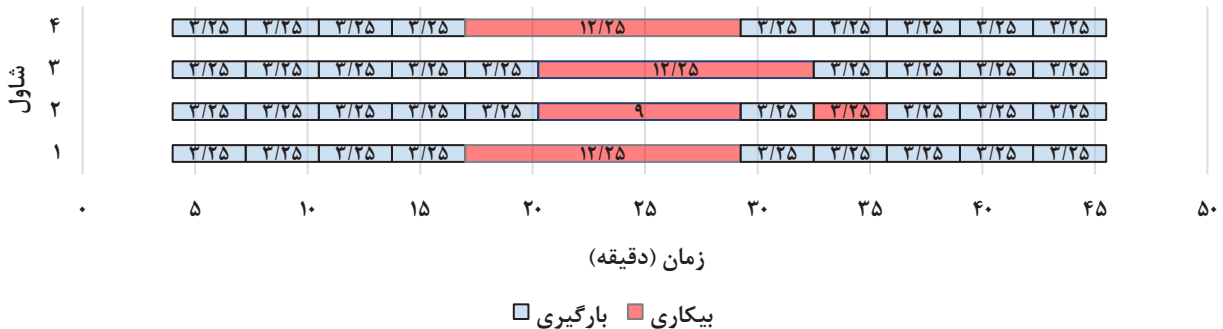 ۴ ۳/۲۵ ۳/۲۵ ۳/۲۵ ۳/۲۵ ۱۲/۲۵ ۳/۲۵ ۳/۲۵ ۳/۲۵ ۳/۲۵ ۳/۲۵
۳ ۳/۲۵ ۳/۲۵ ۳/۲۵ ۳/۲۵ ۳/۲۵ ۱۲/۲۵ ۳/۲۵ ۳/۲۵ ۳/۲۵ ۳/۲۵
۲ ۳/۲۵ ۳/۲۵ ۳/۲۵ ۳/۲۵ ۳/۲۵ ۹ ۳/۲۵ ۳/۲۵ ۳/۲۵ ۳/۲۵ ۳/۲۵
۱ ۳/۲۵ ۳/۲۵ ۳/۲۵ ۳/۲۵ ۱۲/۲۵ ۳/۲۵ ۳/۲۵ ۳/۲۵ ۳/۲۵ ۳/۲۵
شاول
۰ ۵ ۱۰ ۱۵ ۲۰ ۲۵ ۳۰ ۳۵ ۴۰ ۴۵ ۵۰
زمان (دقیقه)
بیکاری بارگیری